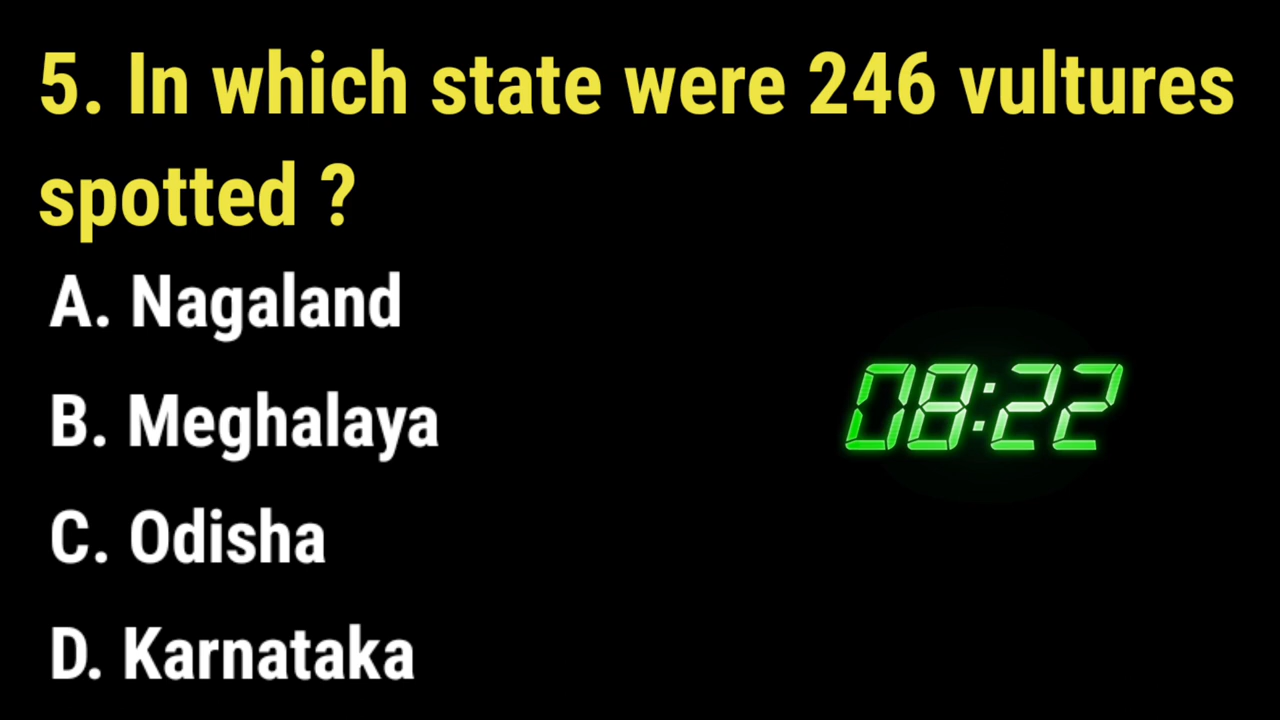 5. In which state were 246 vultures
spotted ?
A. Nagaland
B. Meghalaya
08:22
C. Odisha
D. Karnataka